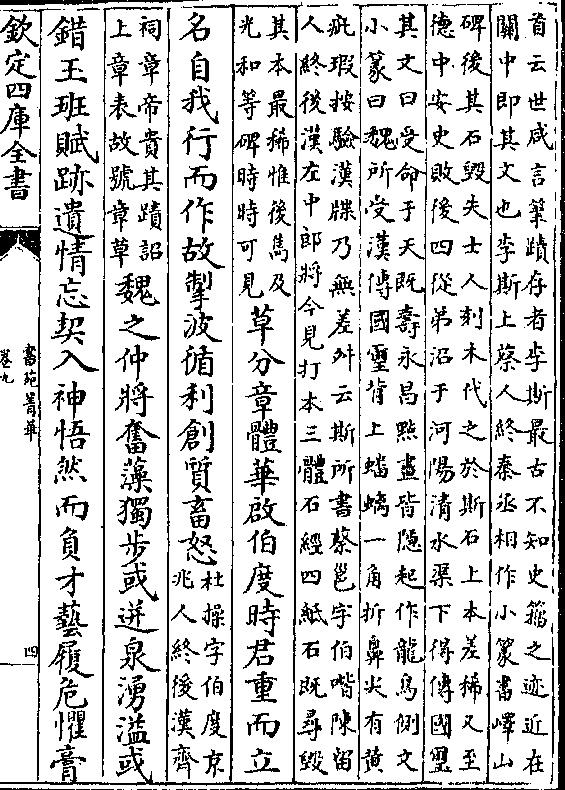 首云世咸言筆蹟存者李斯最古不知史籀之迹近在
關中即其文也李斯上蔡人終秦丞相作小篆書嶧山
碑後其石毀失士人刻木代之於斯石上本差稀又至
德中安史敗後四從弟沼于河陽清水渠下得傳國璽
其文曰受命于天既壽永昌點畫皆隱起作龍鳥側文
小篆曰魏所受漢傳國璽背上蟠螭一角折鼻尖有黃
疵瑕按驗漢牒乃無差舛云斯所書蔡邕字伯喈陳留
人終後漢左中郎將今見打本三體石經四紙石既尋毀
其本最稀惟後焉及
光和等碑時時可見
草分章體華啟伯度時君重而立
名自我行而作故掣波循利創質畜怒
杜操字伯度京
兆人終後漢齊
祠章帝貴其蹟詔
上章表故號章草
魏之仲將奮藻獨步或迸泉湧溢或
錯玉班賦跡遺情忘契入神悟然而負才藝履危懼膏
欽定四庫全書
書苑菁華
卷九
四